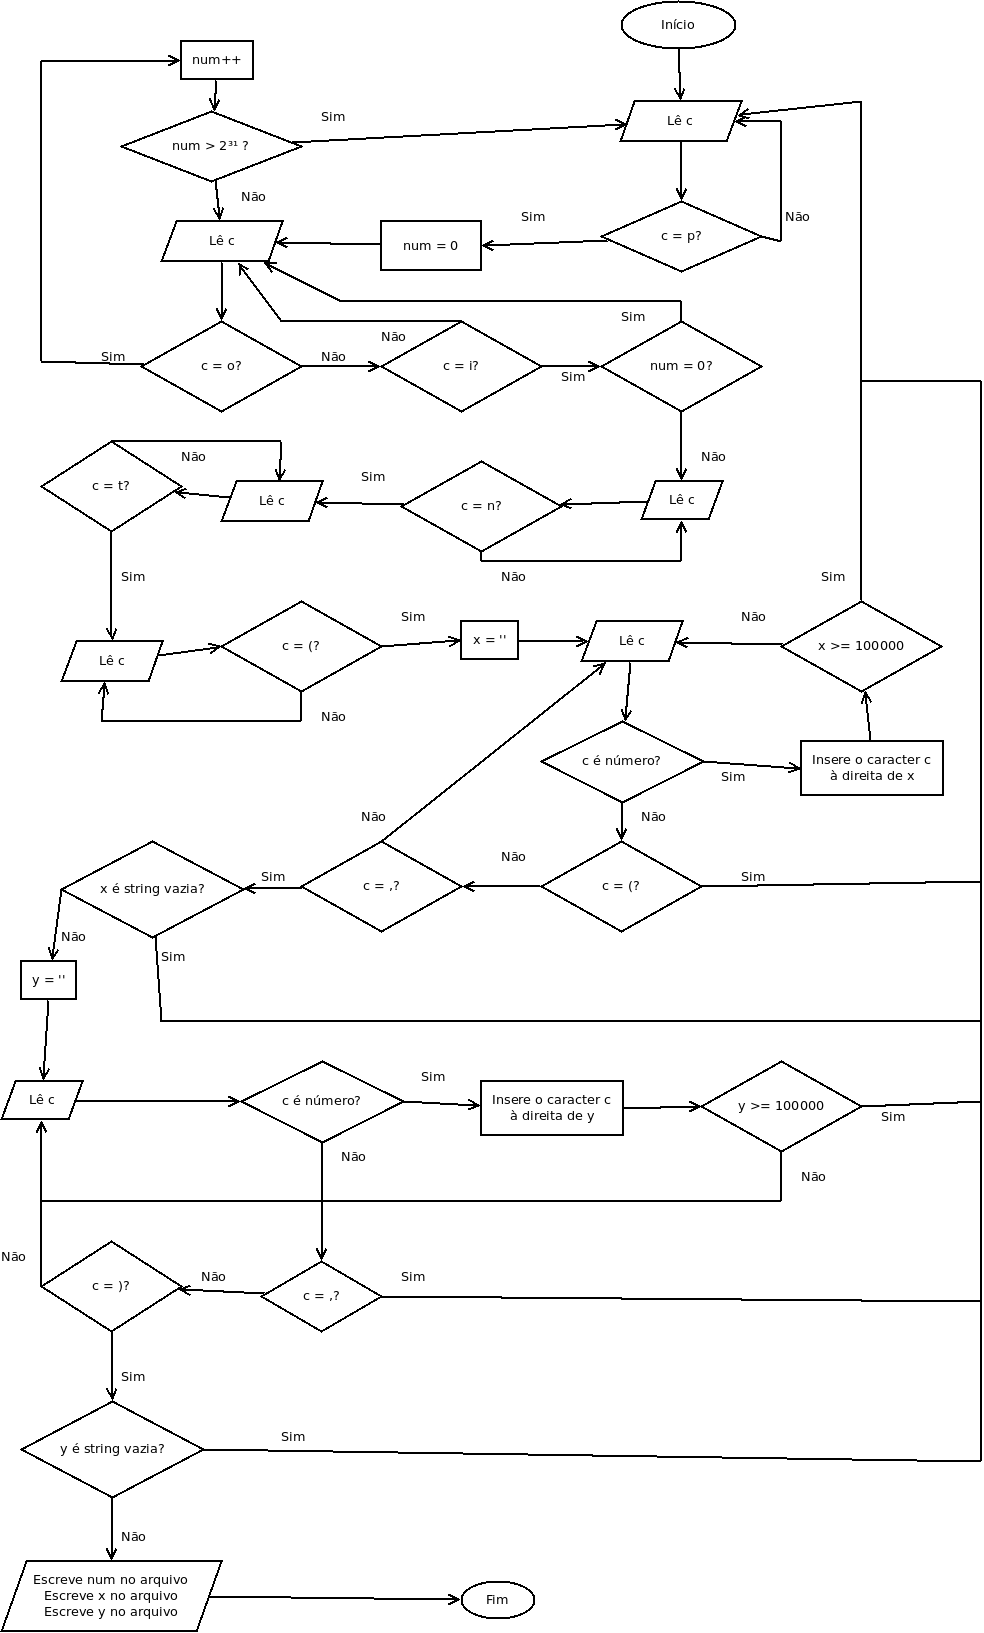 Início
num++
Lê c
Sim
num > 2³¹ ?
Não
Sim
Não
Lê c
num = 0
c = p?
Sim
Não
Sim
Não
c = o?
c = i?
num = 0?
Sim
Não
Sim
Não
c = t?
Lê c
c = n?
Lê c
Sim
Não
Sim
Sim
Não
Lê c
c = (?
x = ''
Lê c
x >= 100000
Não
c é número?
Insere o caracter c
à direita de x
Sim
Não
Não
Não
Sim
Sim
x é string vazia?
c = ,?
c = (?
Não
Sim
y = ''
Sim
Lê c
c é número?
Insere o caracter c
à direita de y
y >= 100000
Sim
Não
Não
Não
Não
Sim
c = )?
c = ,?
Sim
Sim
y é string vazia?
Não
Escreve num no arquivo
Escreve x no arquivo
Escreve y no arquivo
Fim